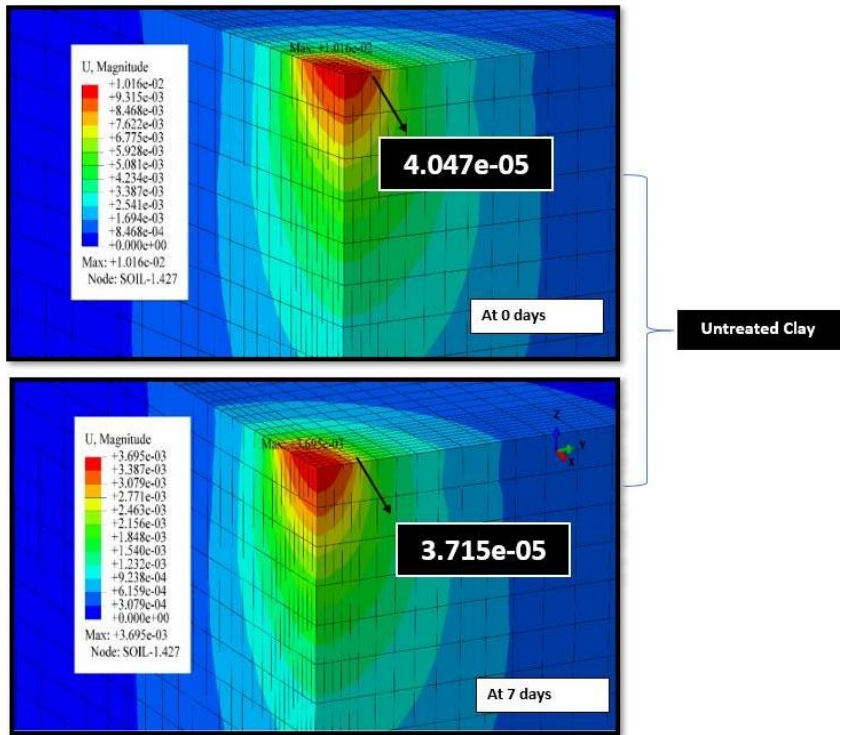 Max: +1.016e-02
U, Magnitude
+1.016e-02
+9.315e-03
+8.468e-03
+7.622e-03
+6.775e-03
+5.928e-03
+5.081e-03
+4.234e-03
+3.387e-03
+2.541e-03
+1.694e-03
+8.468e-04
+0.000e+00
Max: +1.016e-02
Node: SOIL-1.427
4.047e-05
At 0 days
Untreated Clay
Max: +3.695e-03
U, Magnitude
+3.695e-03
+3.387e-03
+3.079e-03
+2.771e-03
+2.463e-03
+2.156e-03
+1.848e-03
+1.540e-03
+1.232e-03
+9.238e-04
+6.159e-04
+3.079e-04
+0.000e+00
Max: +3.695e-03
Node: SOIL-1.427
Z
Y
X
3.715e-05
At 7 days